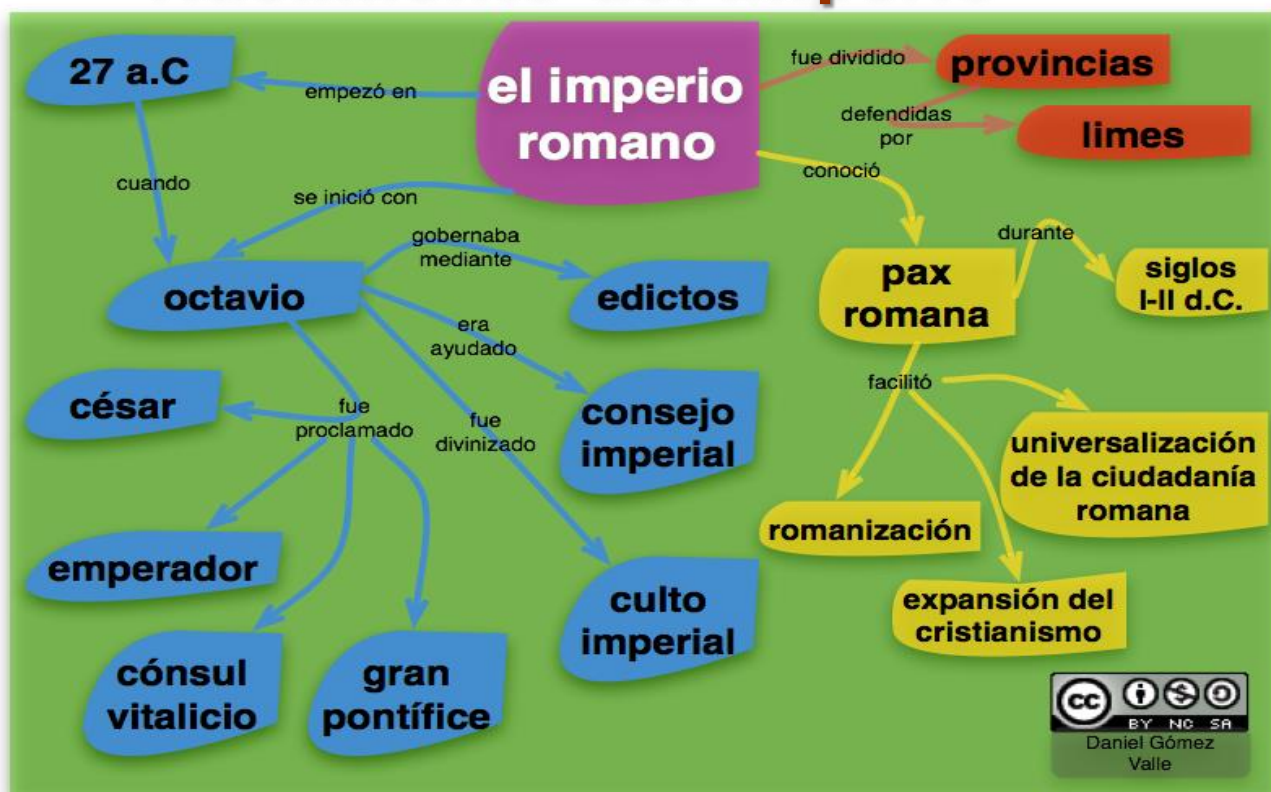 el imperio
romano
empezó en
27 a.C
cuando
se inició con
octavio
gobernaba
mediante
edictos
era
ayudado
consejo
imperial
fue
divinizado
culto
imperial
fue
proclamado
césar
emperador
cónsul
vitalicio
gran
pontífice
fue dividido
provincias
defendidas
por
limes
conoció
pax
romana
durante
siglos
I-II d.C.
facilitó
universalización
de la ciudadanía
romana
romanización
expansión del
cristianismo
cc
BY NC SA
Daniel Gómez
Valle